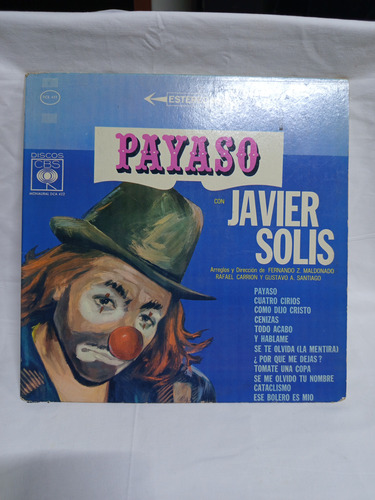 ESTEREO
PAYASO
DISCOS
CBS
CON
JAVIER
SOLIS
Arreglos y Dirección de FERNANDO Z. MALDONADO
RAFAEL CARRION Y GUSTAVO A. SANTIAGO
PAYASO
CUATRO CIRIOS
COMO DIJO CRISTO
CENIZAS
TODO ACABO
Y HABLAME
SE TE OLVIDA (LA MENTIRA)
¿POR QUE ME DEJAS?
TOMATE UNA COPA
SE ME OLVIDO TU NOMBRE
CATACLISMO
ESE BOLERO ES MIO